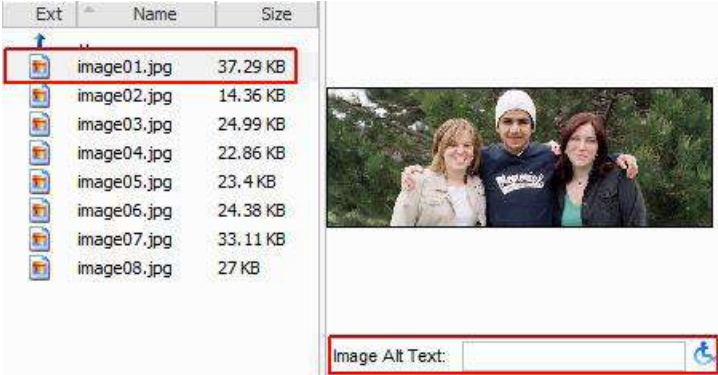 Ext Name Size
..
image01.jpg 37.29 KB
image02.jpg 14.36 KB
image03.jpg 24.99 KB
image04.jpg 22.86 KB
image05.jpg 23.4 KB
image06.jpg 24.38 KB
image07.jpg 33.11 KB
image08.jpg 27 KB
Image Alt Text: